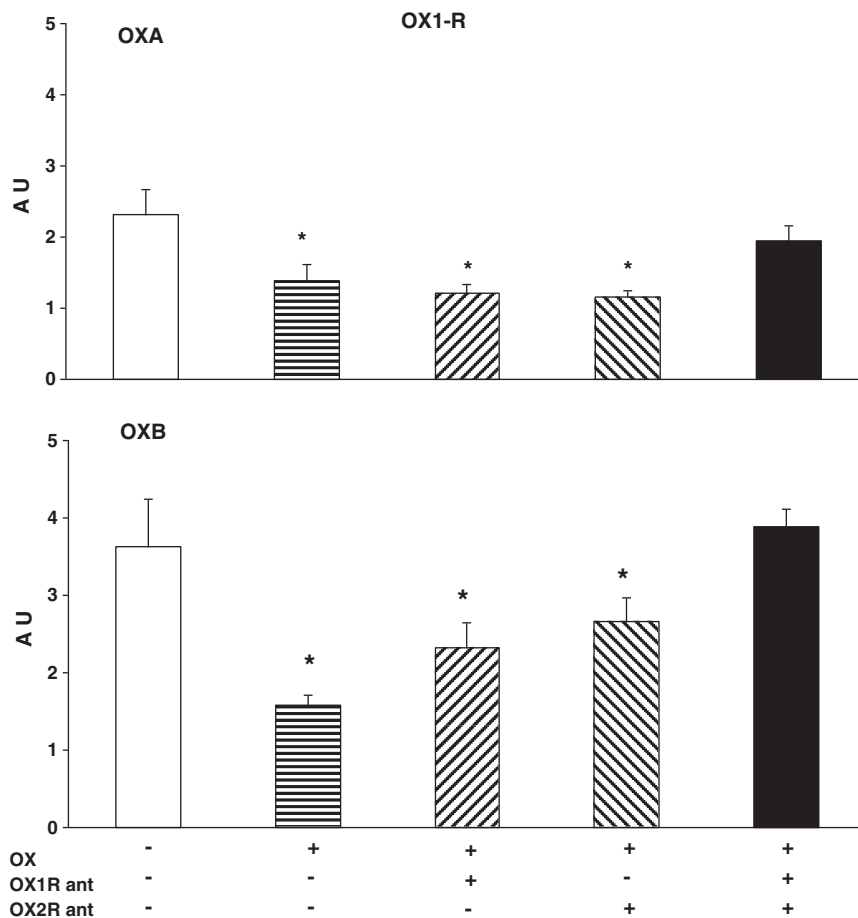 OX1-R
OXA
5
4
3
2
1
0
A U
*
*
*
OXB
5
4
3
2
1
0
A U
*
*
*
OX - + + + +
OX1R ant - - + - +
OX2R ant - - - + +